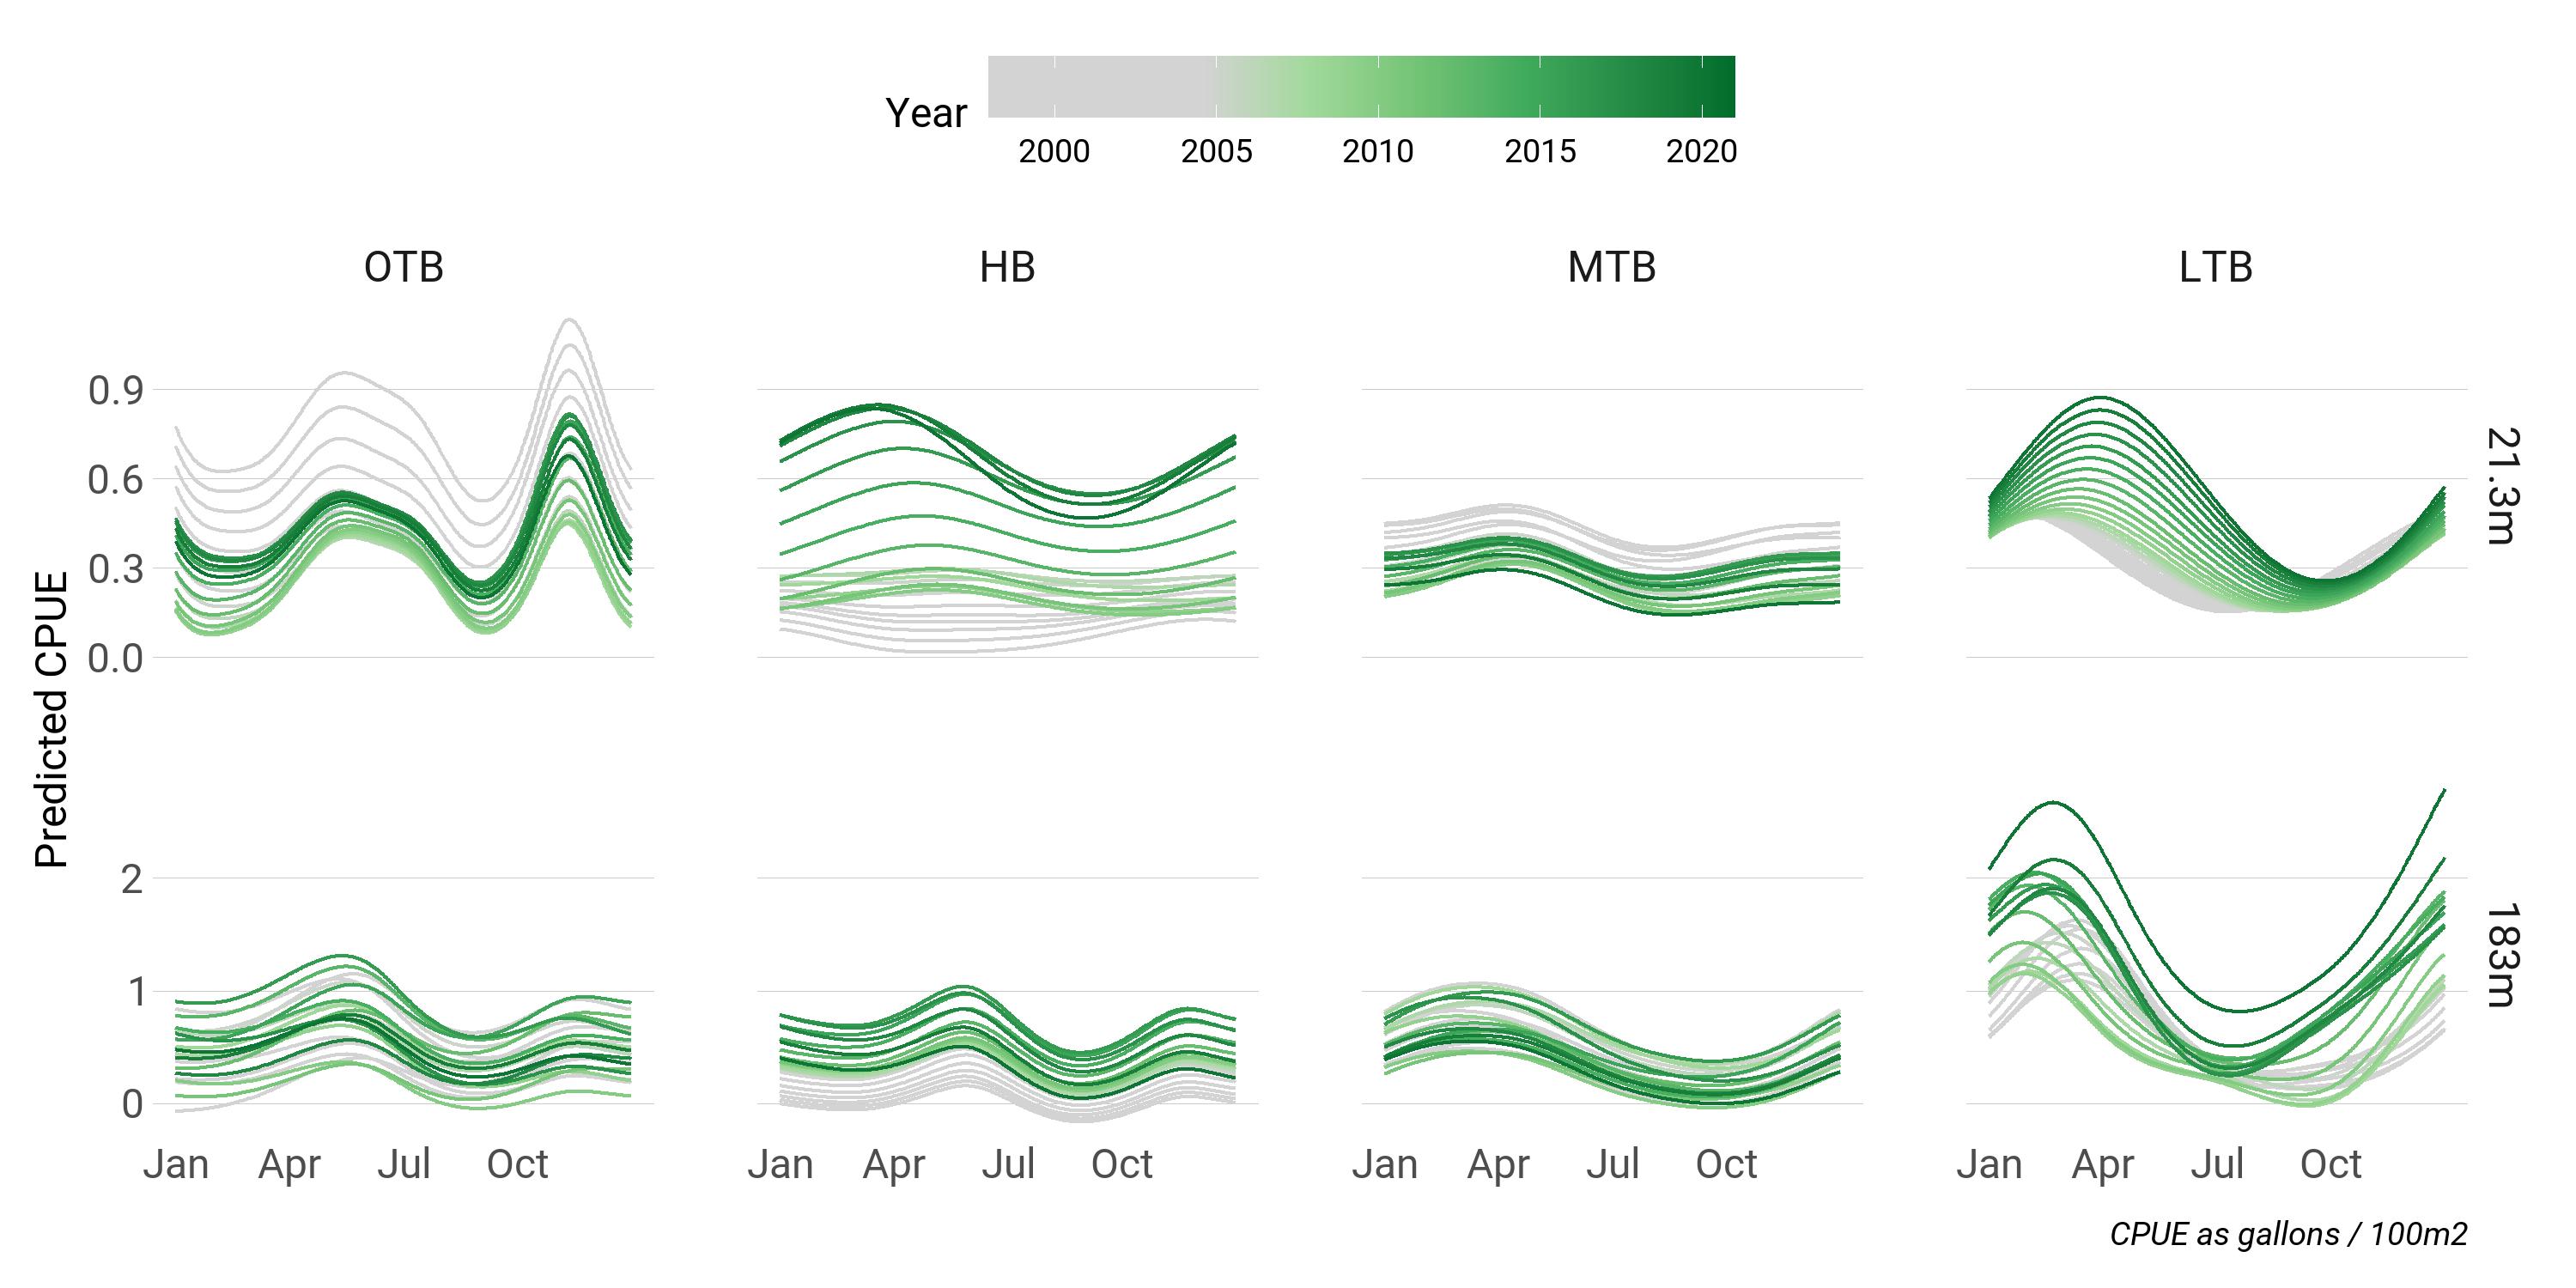 Year
2000 2005 2010 2015 2020
OTB HB MTB LTB
Predicted CPUE
0.9
0.6
0.3
0.0
21.3m
2
1
0
183m
Jan Apr Jul Oct Jan Apr Jul Oct Jan Apr Jul Oct Jan Apr Jul Oct
CPUE as gallons / 100m2